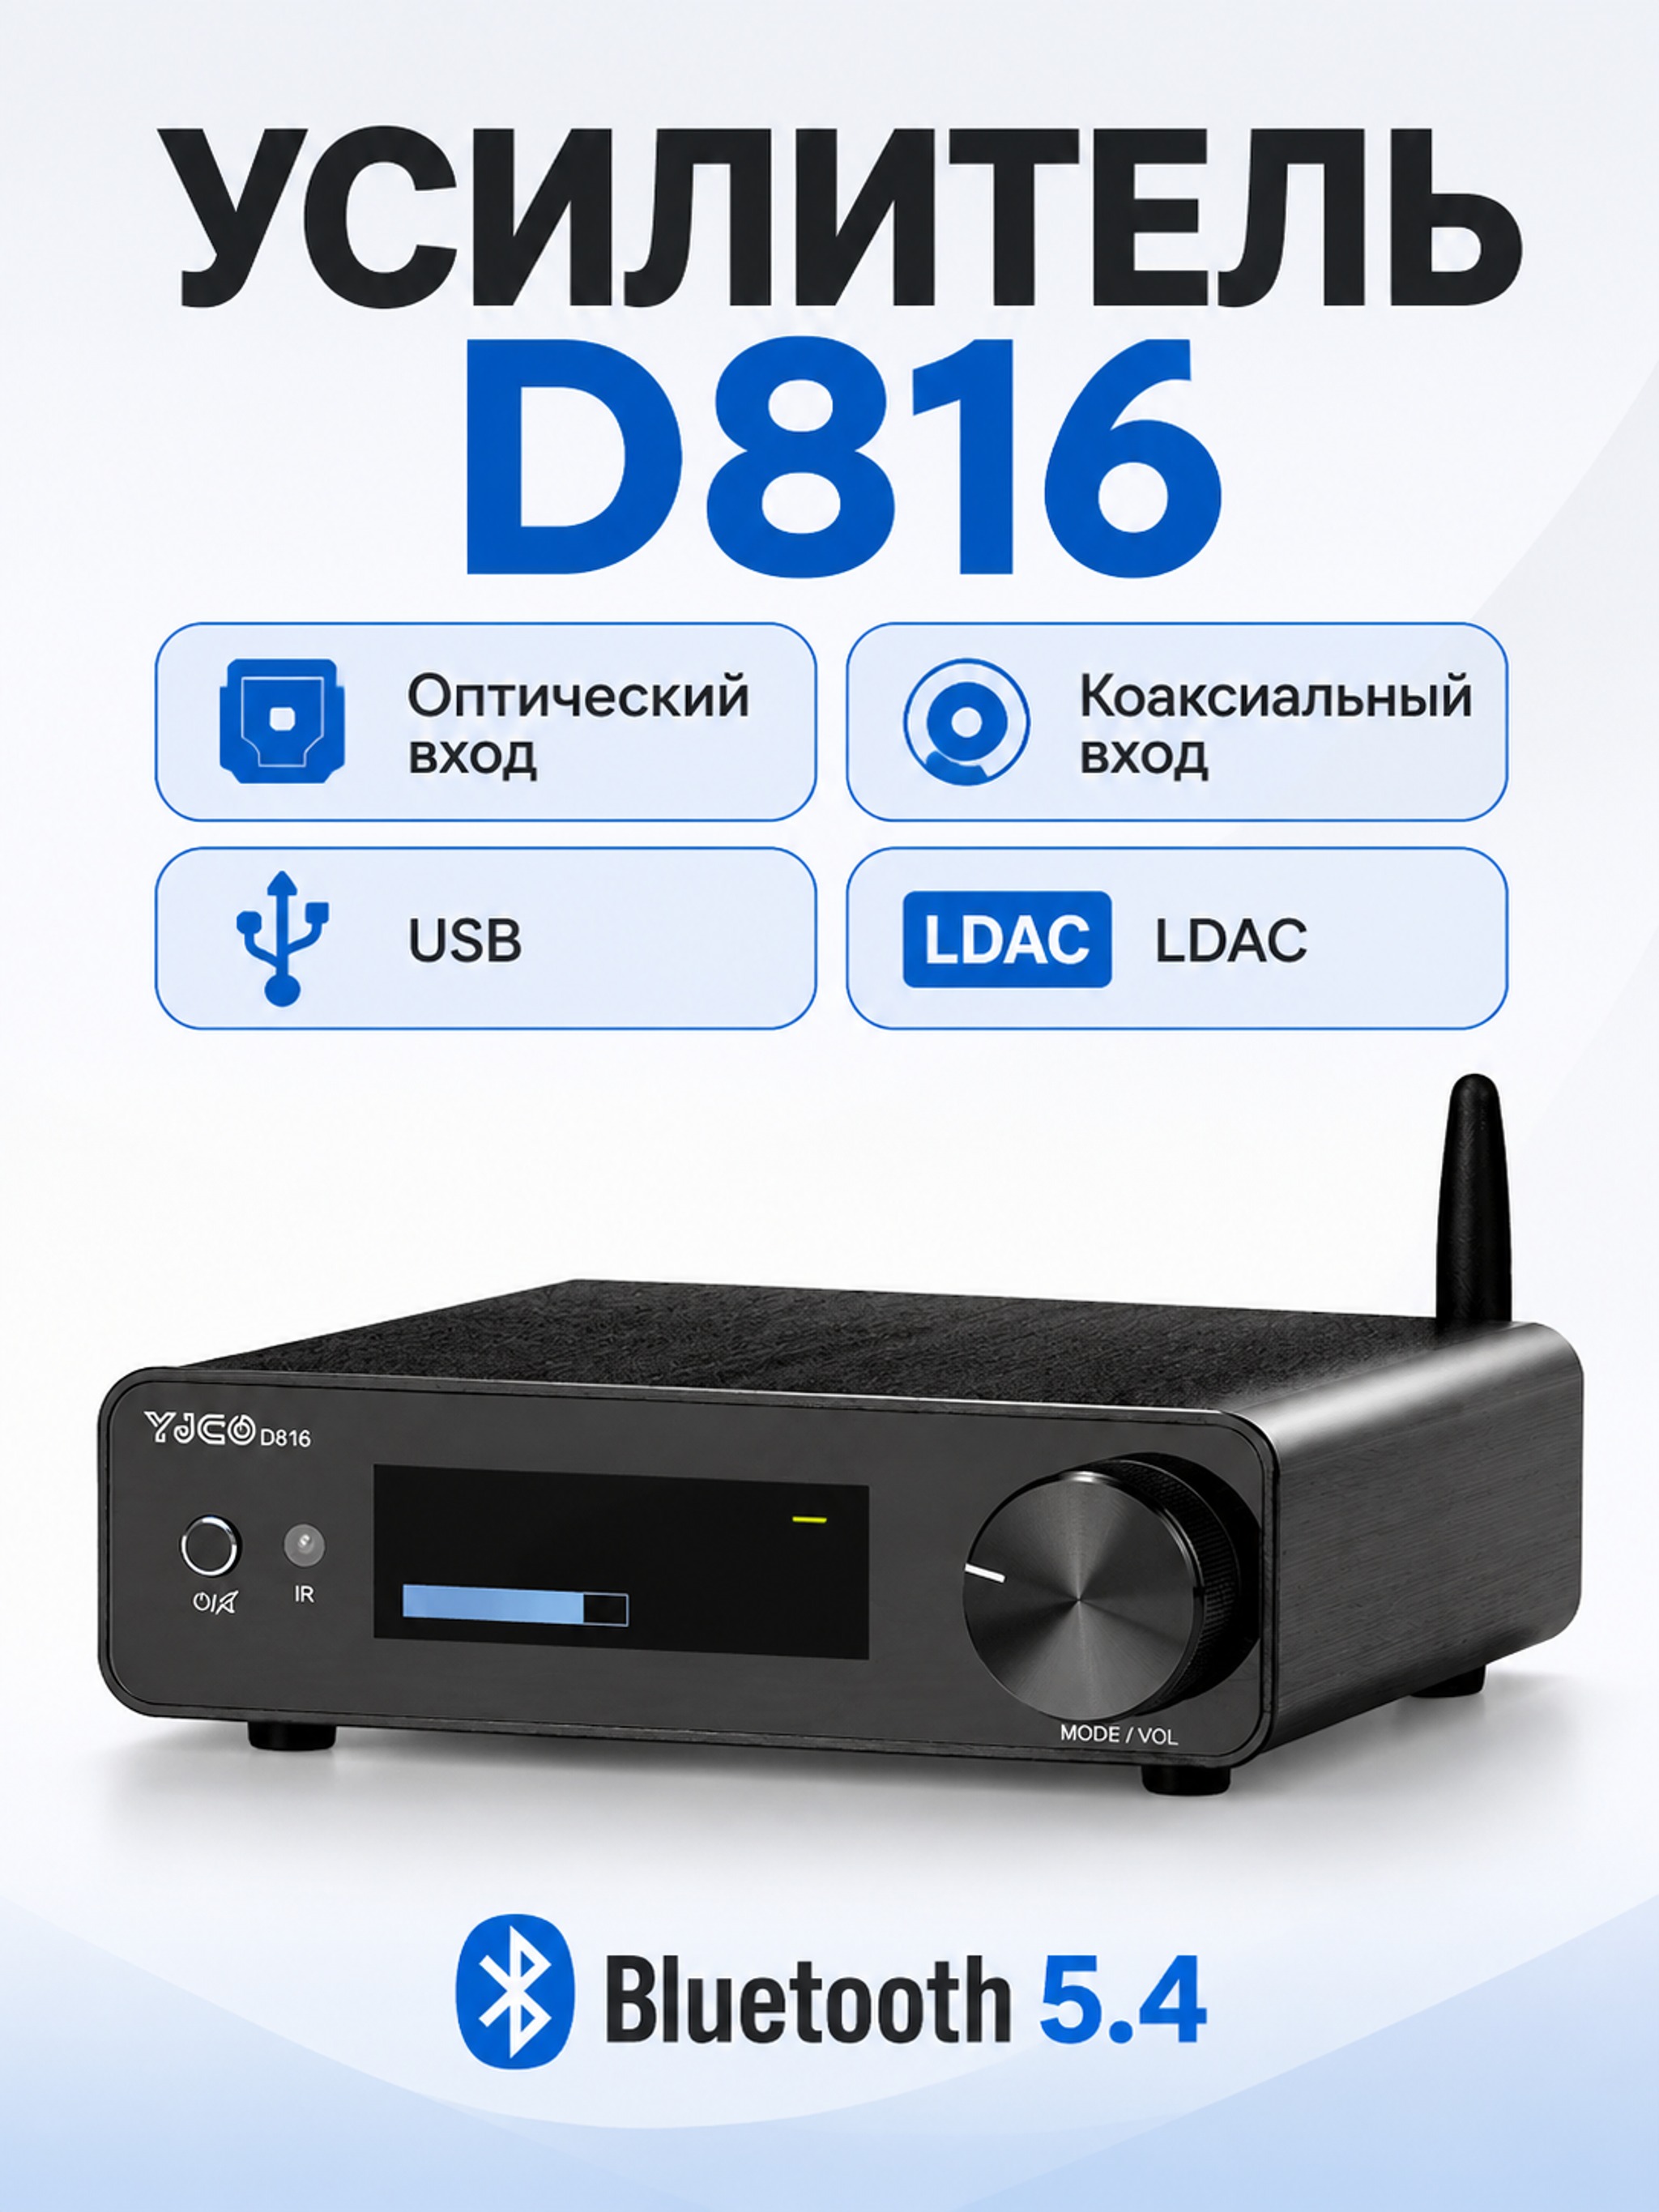 УСИЛИТЕЛЬ
D816
Оптический
вход
Коаксиальный
вход
USB
LDAC LDAC
YJCO D816
IR
MODE / VOL
Bluetooth 5.4